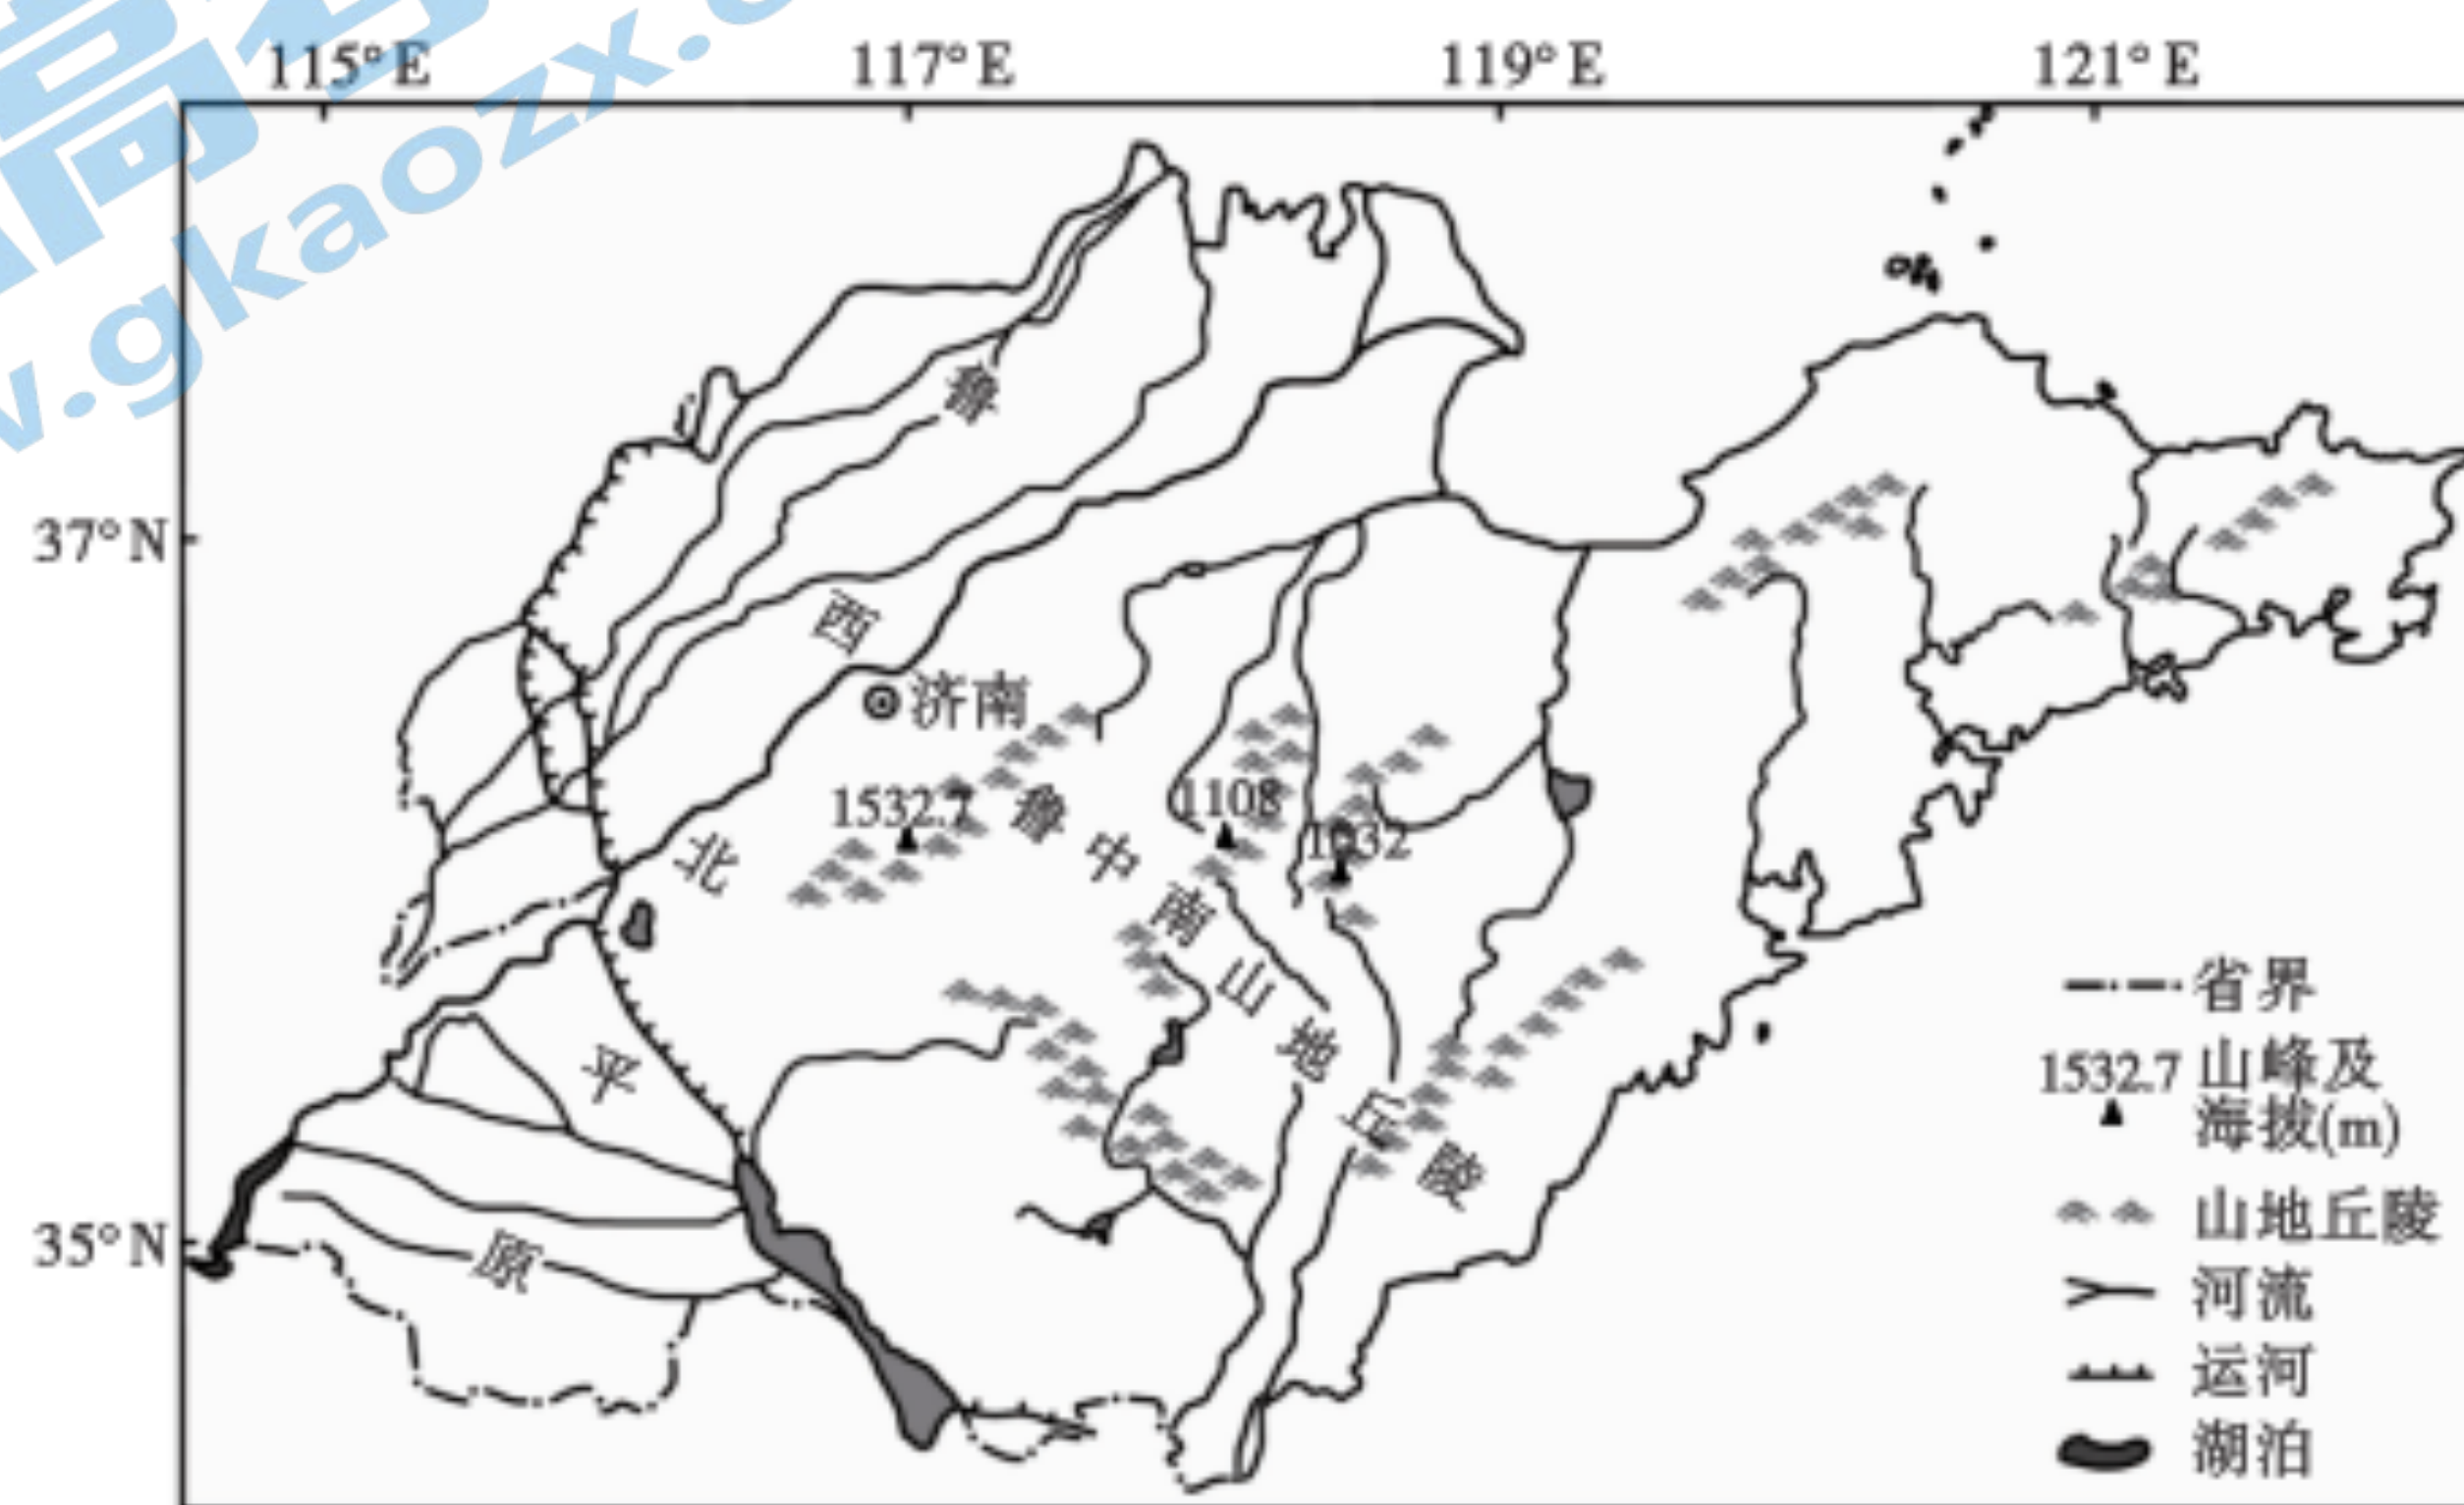 高
w.gkaozx.c
115°E 117°E 119°E 121°E
37°N
35°N
鲁西北平原
济南
1532.7
1108
1032
鲁中南山地丘陵
省界
1532.7 山峰及
海拔(m)
山地丘陵
河流
运河
湖泊